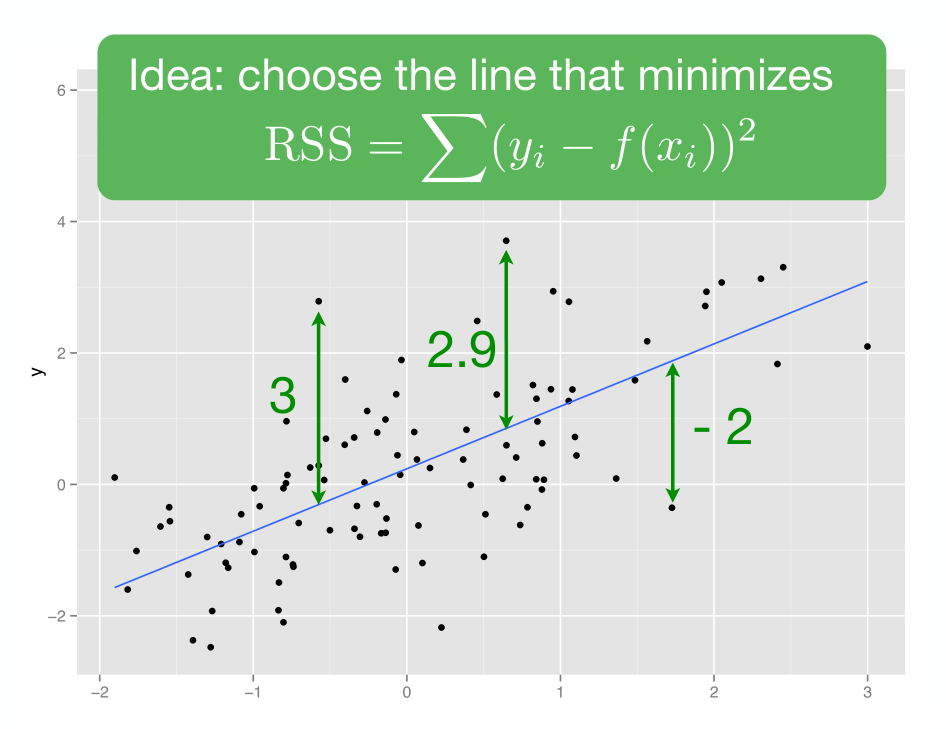 Idea: choose the line that minimizes
RSS = ∑(yᵢ − f(xᵢ))²
6
4
2
0
−2
y
3
2.9
- 2
−2 −1 0 1 2 3